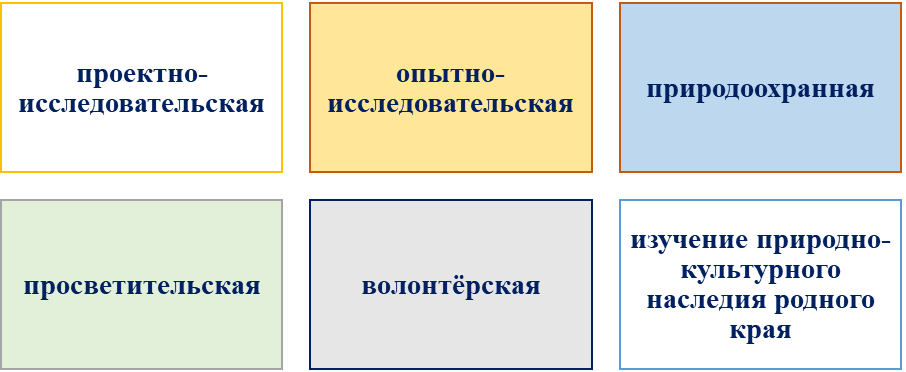 проектно-
исследовательская
опытно-
исследовательская
природоохранная
просветительская
волонтёрская
изучение природно-
культурного
наследия родного
края